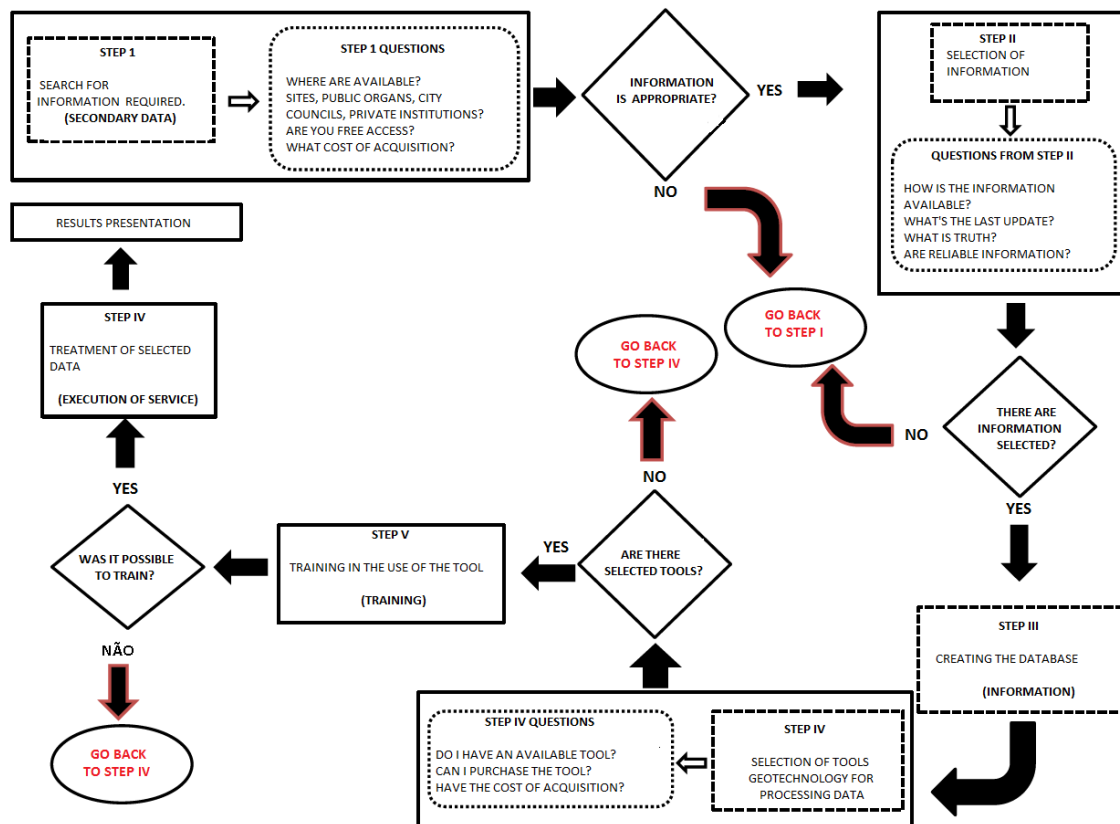 STEP 1
SEARCH FOR
INFORMATION REQUIRED.
(SECONDARY DATA)
STEP 1 QUESTIONS
WHERE ARE AVAILABLE?
SITES, PUBLIC ORGANS, CITY
COUNCILS, PRIVATE INSTITUTIONS?
ARE YOU FREE ACCESS?
WHAT COST OF ACQUISITION?
INFORMATION
IS APPROPRIATE?
YES
NO
STEP II
SELECTION OF
INFORMATION
QUESTIONS FROM STEP II
HOW IS THE INFORMATION
AVAILABLE?
WHAT'S THE LAST UPDATE?
WHAT IS TRUTH?
ARE RELIABLE INFORMATION?
GO BACK
TO STEP I
THERE ARE
INFORMATION
SELECTED?
NO
YES
STEP III
CREATING THE DATABASE
(INFORMATION)
STEP IV
SELECTION OF TOOLS
GEOTECHNOLOGY FOR
PROCESSING DATA
STEP IV QUESTIONS
DO I HAVE AN AVAILABLE TOOL?
CAN I PURCHASE THE TOOL?
HAVE THE COST OF ACQUISITION?
ARE THERE
SELECTED TOOLS?
NO
GO BACK
TO STEP IV
YES
STEP V
TRAINING IN THE USE OF THE TOOL
(TRAINING)
WAS IT POSSIBLE
TO TRAIN?
NÃO
GO BACK
TO STEP IV
YES
STEP IV
TREATMENT OF SELECTED
DATA
(EXECUTION OF SERVICE)
RESULTS PRESENTATION